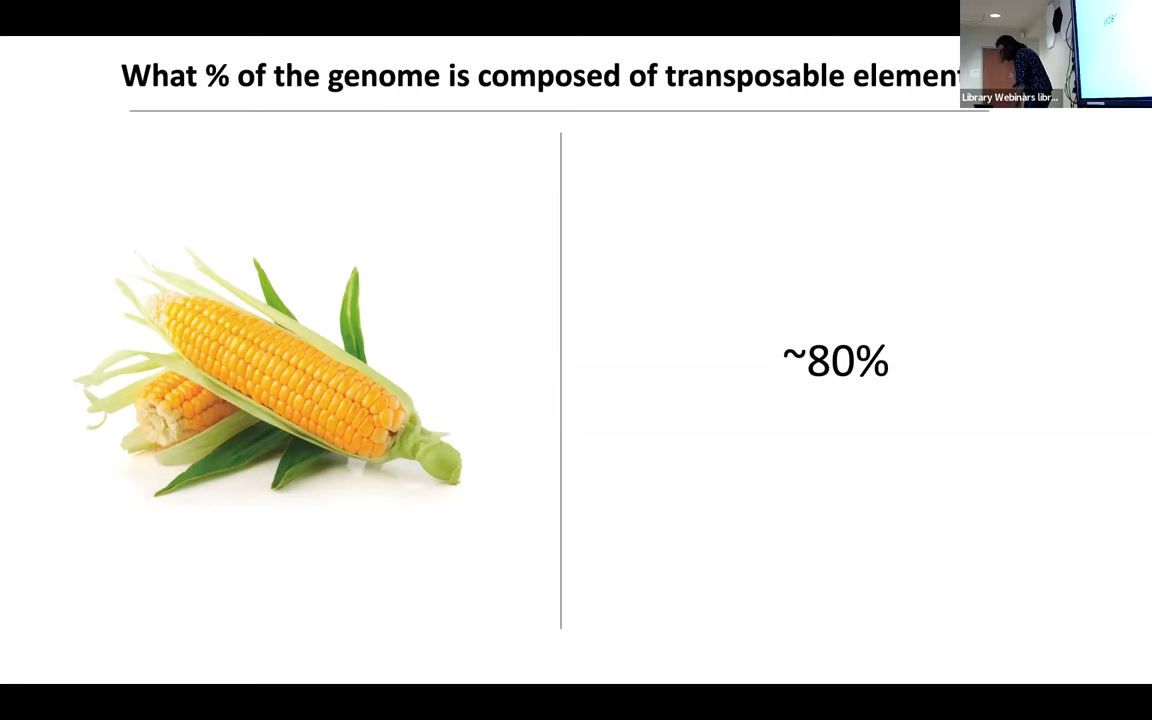 What % of the genome is composed of transposable element
Library Webinars libr...
~80%